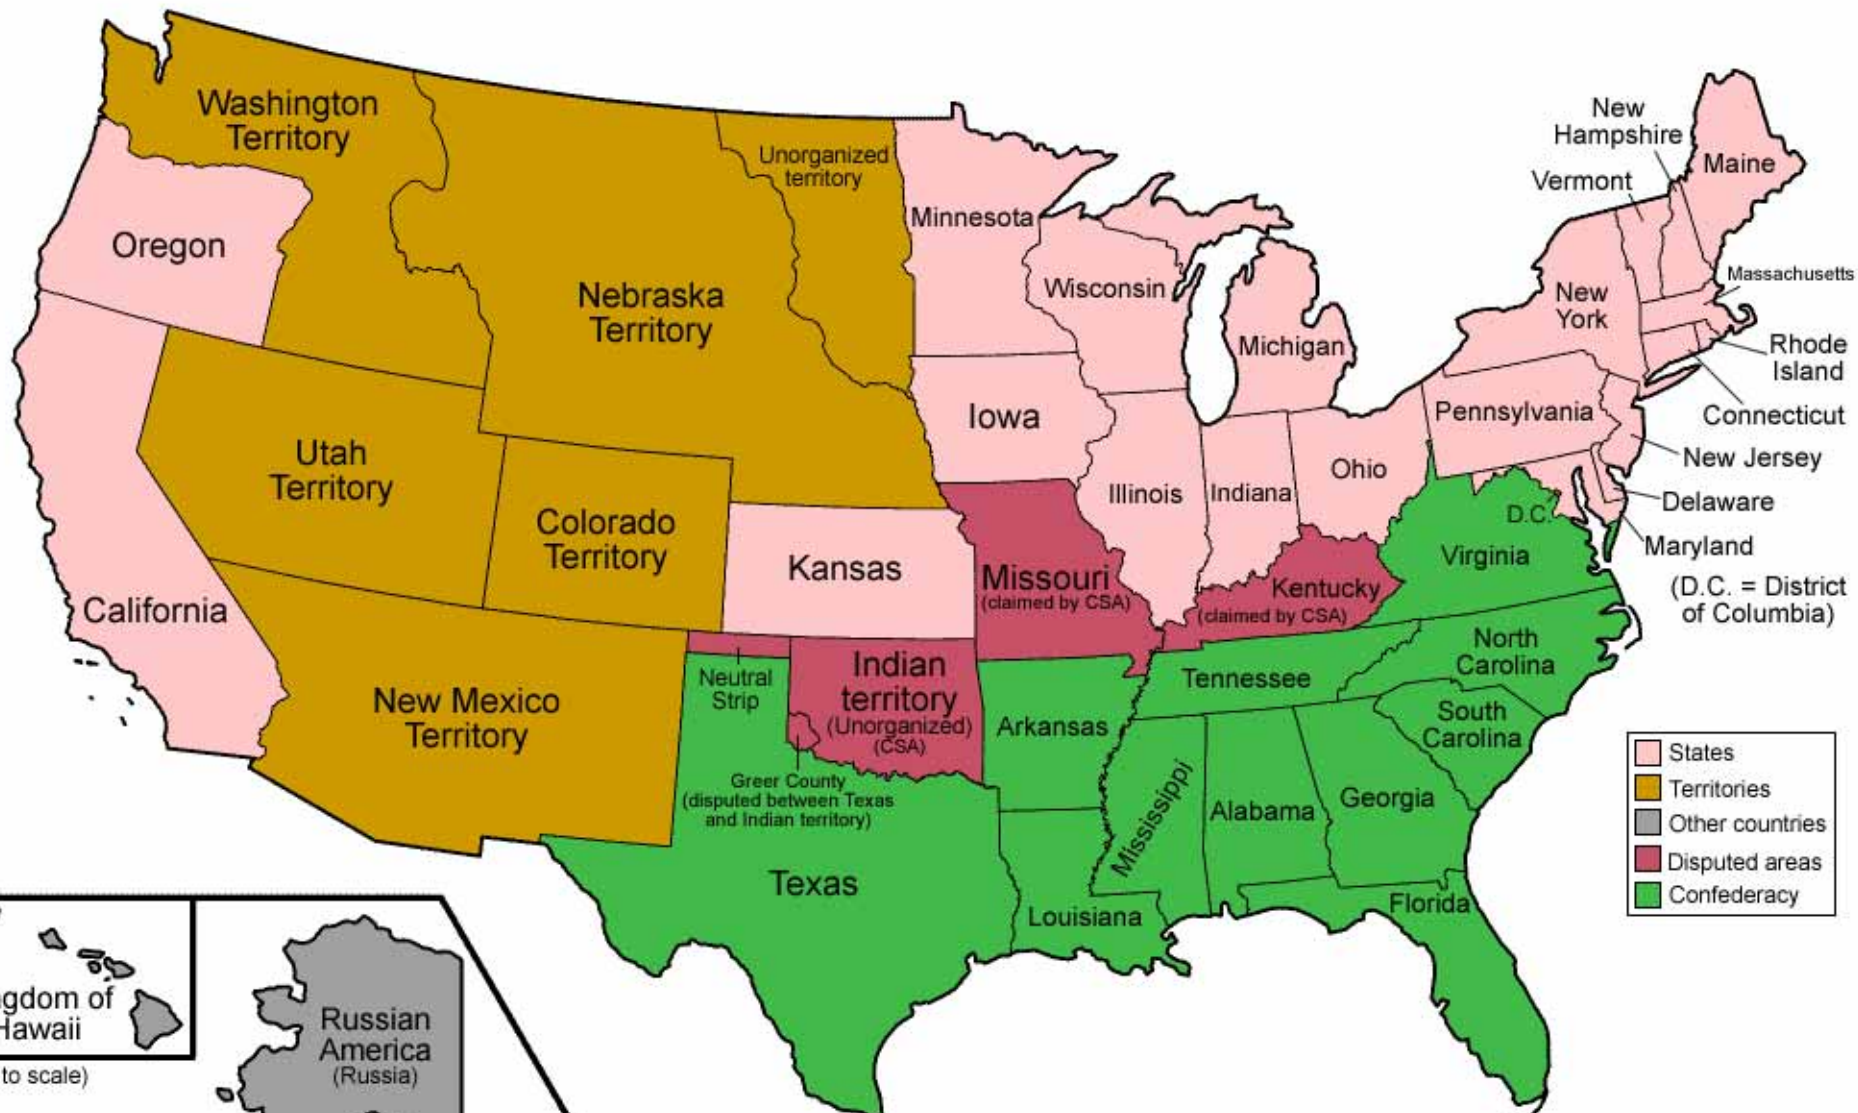 Washington
Territory
Oregon
California
Nebraska
Territory
Unorganized
territory
Utah
Territory
Colorado
Territory
New Mexico
Territory
Minnesota
Wisconsin
Michigan
Iowa
Illinois
Indiana
Ohio
Kansas
Missouri
(claimed by CSA)
Kentucky
(claimed by CSA)
Neutral
Strip
Indian
territory
(Unorganized)
(CSA)
Greer County
(disputed between Texas
and Indian territory)
Texas
Arkansas
Louisiana
Tennessee
Mississippi
Alabama
Georgia
Florida
North
Carolina
South
Carolina
Virginia
D.C.
New
Hampshire
Vermont
Maine
Massachusetts
New
York
Rhode
Island
Connecticut
Pennsylvania
New Jersey
Delaware
Maryland
(D.C. = District
of Columbia)
States
Territories
Other countries
Disputed areas
Confederacy
gdom of
Hawaii
to scale)
Russian
America
(Russia)